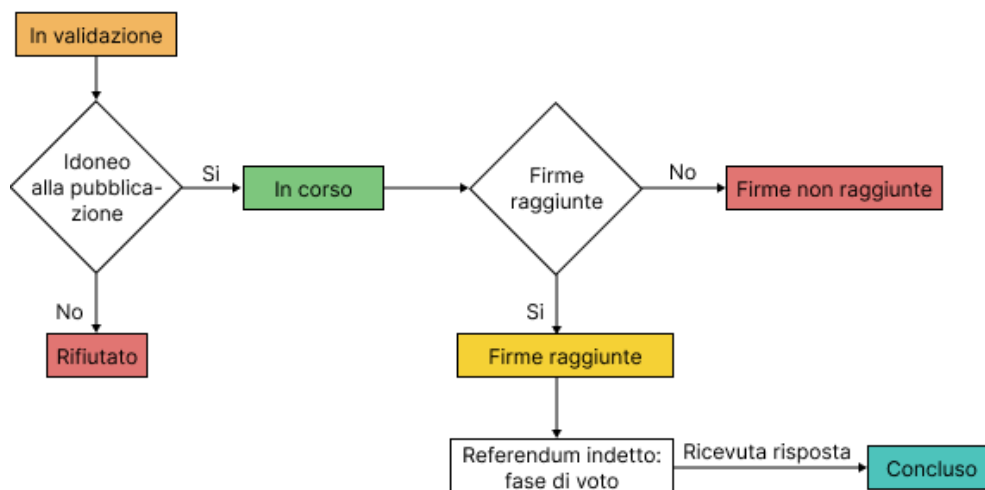 In validazione
Idoneo
alla pubblica-
zione
Si
In corso
Firme
raggiunte
No
Firme non raggiunte
No
Rifiutato
Si
Firme raggiunte
Referendum indetto:
fase di voto
Ricevuta risposta
Concluso